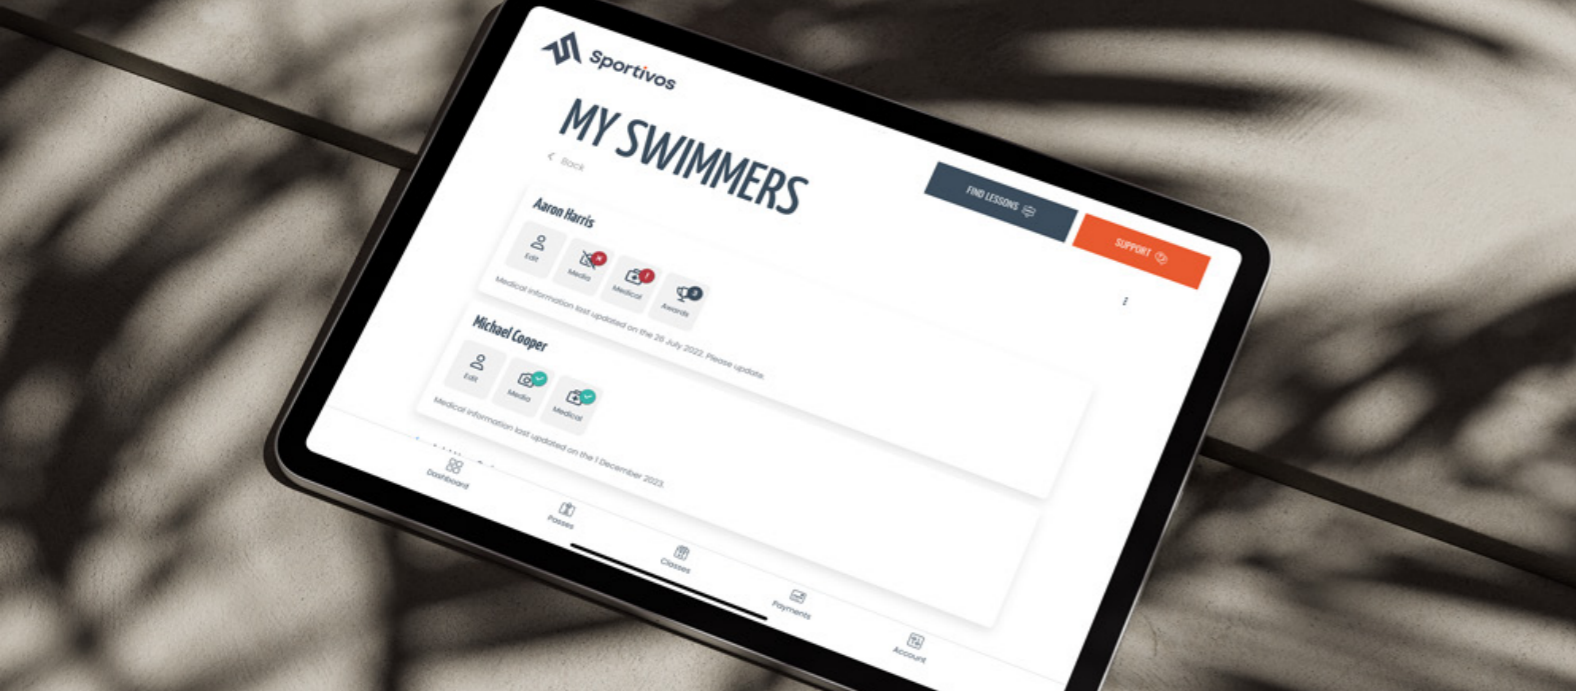 Sportivos
MY SWIMMERS
Back
FIND LESSONS
SUPPORT
Aaron Harris
Edit
Media
Medical
Awards
Medical information last updated on the 26 July 2022. Please update.
Michael Cooper
Edit
Media
Medical
Medical information last updated on the 1 December 2023.
Dashboard
Passes
Classes
Payments
Account